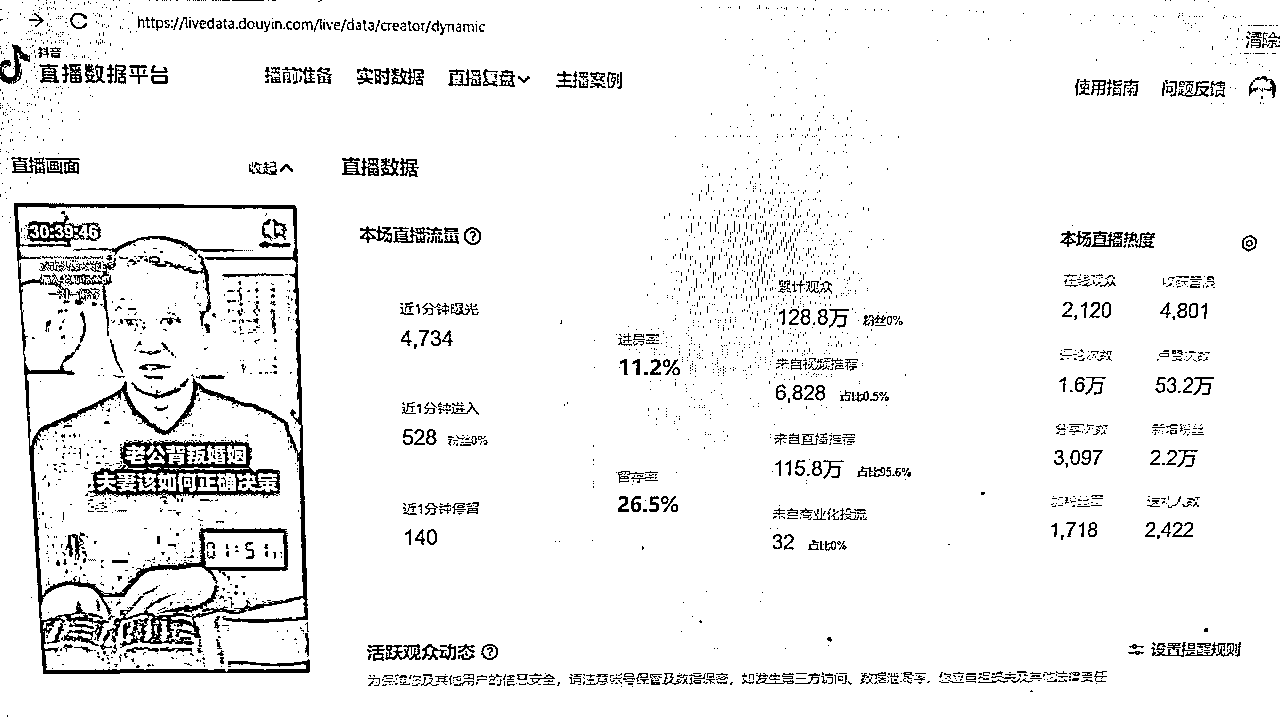 https://livedata.douyin.com/live/data/creator/dynamic
清除
抖音
直播数据平台
播前准备 实时数据 直播复盘 主播案例
使用指南 问题反馈
直播画面 收起
直播数据
30:39:46
老公背叛婚姻
夫妻该如何正确决策
01:51
本场直播流量
近1分钟曝光
4,734
近1分钟进入
528 粉丝0%
近1分钟停留
140
进房率
11.2%
留存率
26.5%
累计观众
128.8万 粉丝0%
来自视频推荐
6,828 占比0.5%
来自直播推荐
115.8万 占比95.6%
来自商业化投流
32 占比0%
本场直播热度
在线观众 收获音浪
2,120 4,801
评论次数 点赞次数
1.6万 53.2万
分享次数 新增粉丝
3,097 2.2万
加粉丝团 送礼人数
1,718 2,422
活跃观众动态
设置提醒规则
为保障您及其他用户的信息安全，请注意账号保管及数据保密，如发生第三方访问、数据泄漏等，您应自担损失及其他法律责任